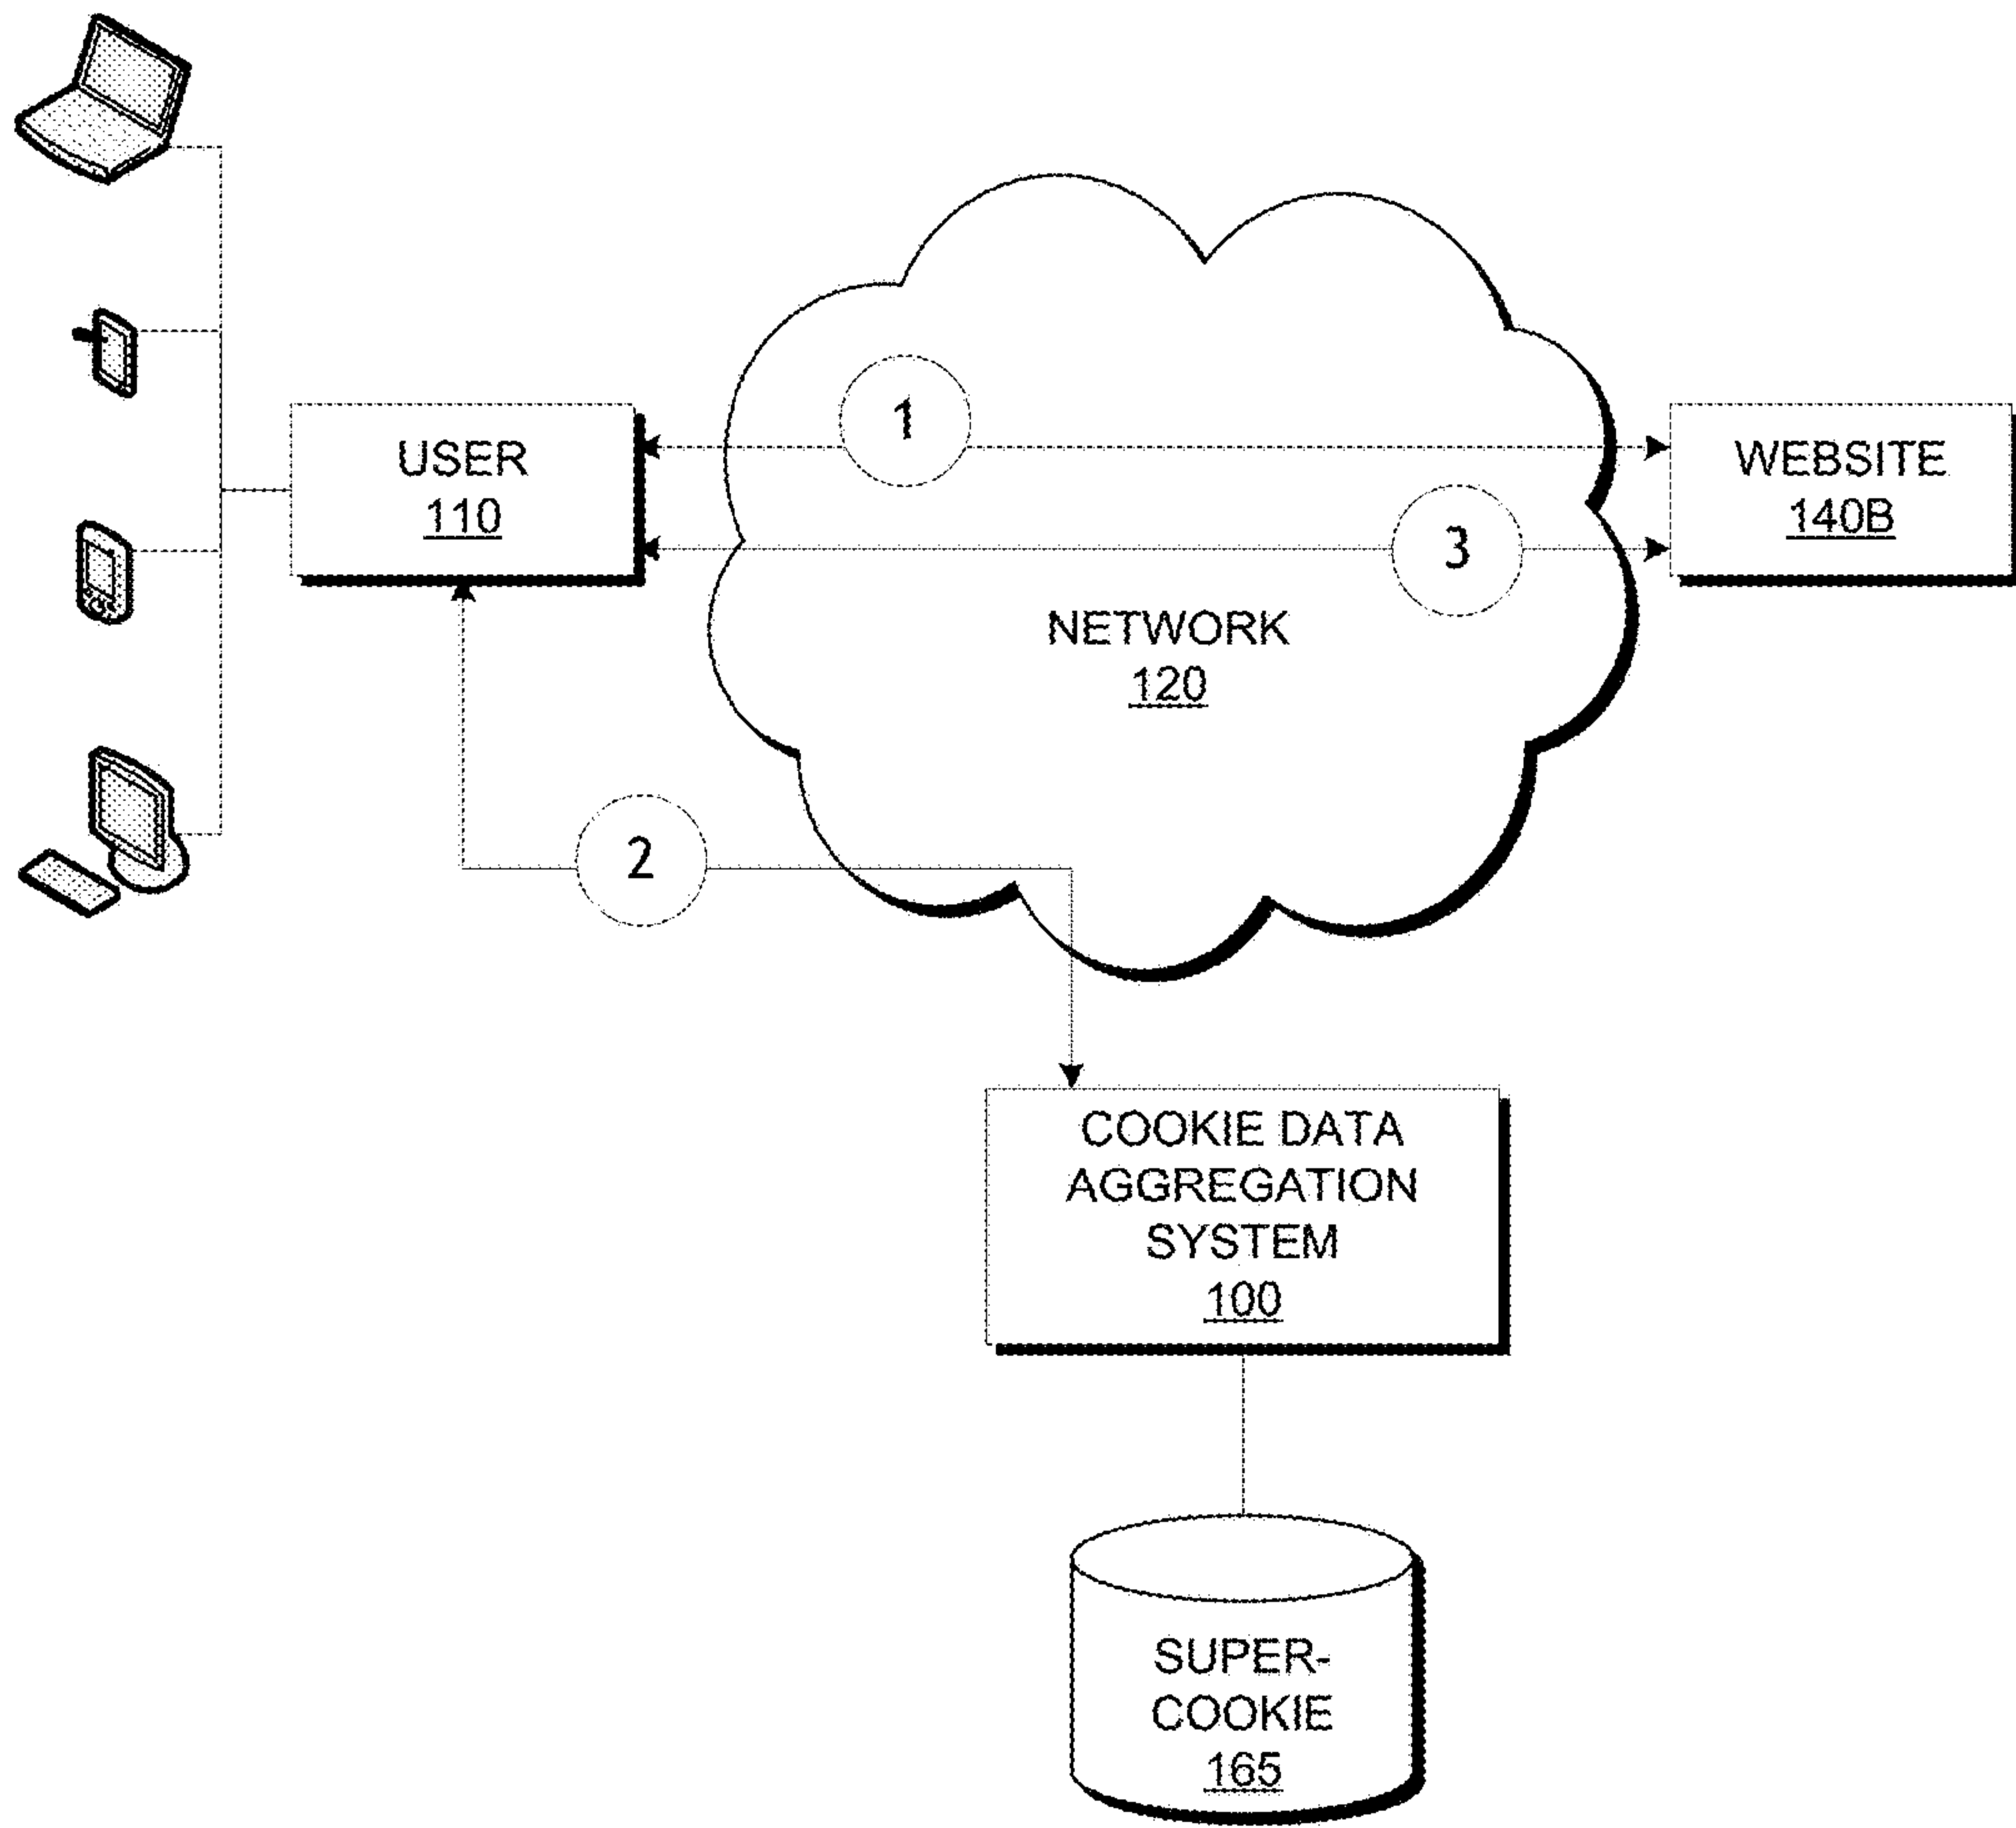 1
USER
110
WEBSITE
140B
3
NETWORK
120
2
COOKIE DATA
AGGREGATION
SYSTEM
100
SUPER-
COOKIE
165